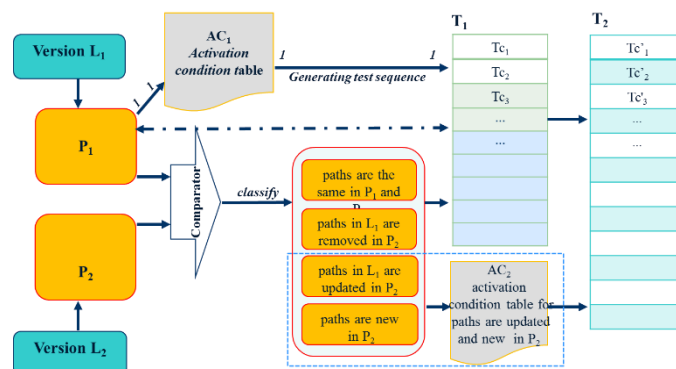 Version L1
AC1
Activation
condition table
1
1
1
1
Generating test sequence
T1
T2
Tc1
Tc2
Tc3
...
...
Tc'1
Tc'2
Tc'3
...
...
P1
P2
Version L2
Comparator
classify
paths are the
same in P1 and
paths in L1 are
removed in P2
paths in L1 are
updated in P2
paths are new
in P2
AC2
activation
condition table for
paths are updated
and new in P2